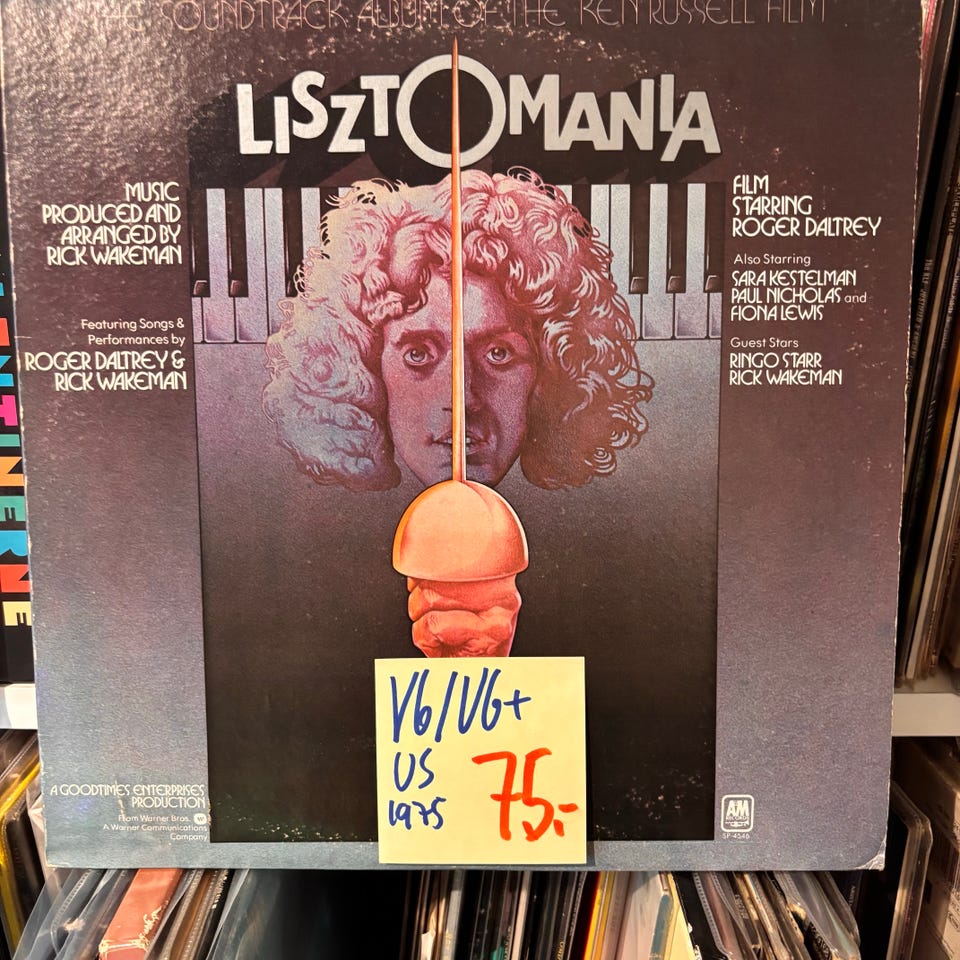 THE SOUNDTRACK ALBUM OF THE KEN RUSSELL FILM
LISZTOMANIA
MUSIC
PRODUCED AND
ARRANGED BY
RICK WAKEMAN
Featuring Songs &
Performances by
ROGER DALTREY &
RICK WAKEMAN
FILM
STARRING
ROGER DALTREY
Also Starring
SARA KESTELMAN
PAUL NICHOLAS and
FIONA LEWIS
Guest Stars
RINGO STARR
RICK WAKEMAN
VG/VG+
US
1975
75.-
A GOODTIMES ENTERPRISES
PRODUCTION
From Warner Bros.
A Warner Communications
Company
A&M
RECORDS
SP-4546